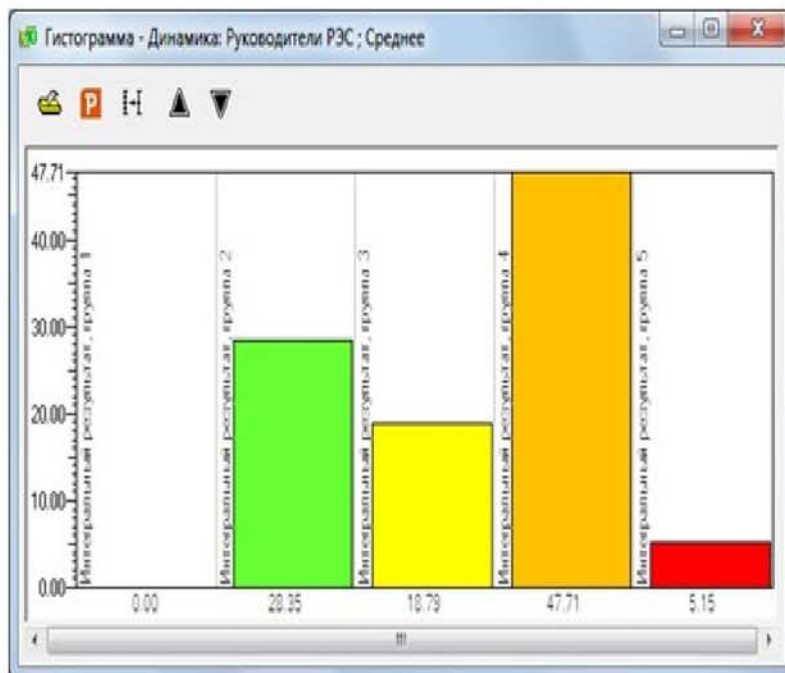 Гистограмма - Динамика: Руководители РЭС ; Среднее
47.71
40.00
30.00
20.00
10.00
0.00
Интегральный результат, группа 1
Интегральный результат, группа 2
Интегральный результат, группа 3
Интегральный результат, группа 4
Интегральный результат, группа 5
0.00
28.35
18.79
47.71
5.15